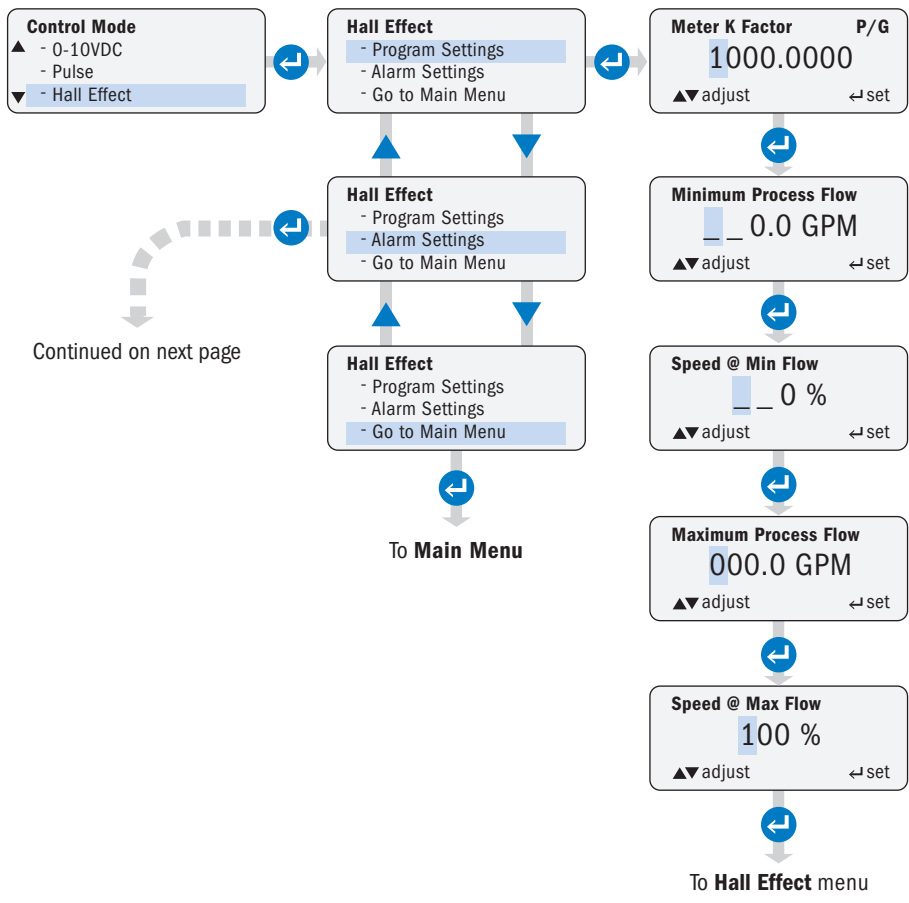 Control Mode
- 0-10VDC
- Pulse
- Hall Effect
Hall Effect
- Program Settings
- Alarm Settings
- Go to Main Menu
Meter K Factor P/G
1000.0000
▲▼adjust ↵ set
Hall Effect
- Program Settings
- Alarm Settings
- Go to Main Menu
Minimum Process Flow
_ _ 0.0 GPM
▲▼adjust ↵ set
Continued on next page
Hall Effect
- Program Settings
- Alarm Settings
- Go to Main Menu
To Main Menu
Speed @ Min Flow
_ _ 0 %
▲▼adjust ↵ set
Maximum Process Flow
000.0 GPM
▲▼adjust ↵ set
Speed @ Max Flow
100 %
▲▼adjust ↵ set
To Hall Effect menu